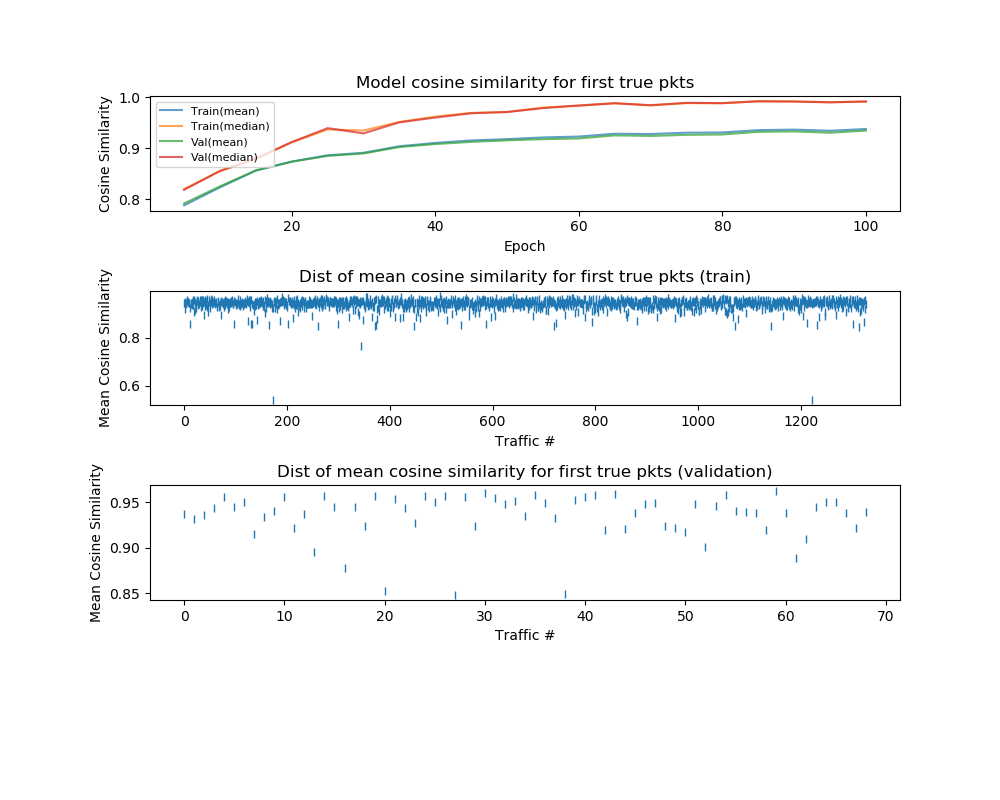 Model cosine similarity for first true pkts
Cosine Similarity
1.0
0.9
0.8
Train(mean)
Train(median)
Val(mean)
Val(median)
20 40 60 80 100
Epoch
Dist of mean cosine similarity for first true pkts (train)
Mean Cosine Similarity
0.8
0.6
0 200 400 600 800 1000 1200
Traffic #
Dist of mean cosine similarity for first true pkts (validation)
Mean Cosine Similarity
0.95
0.90
0.85
0 10 20 30 40 50 60 70
Traffic #